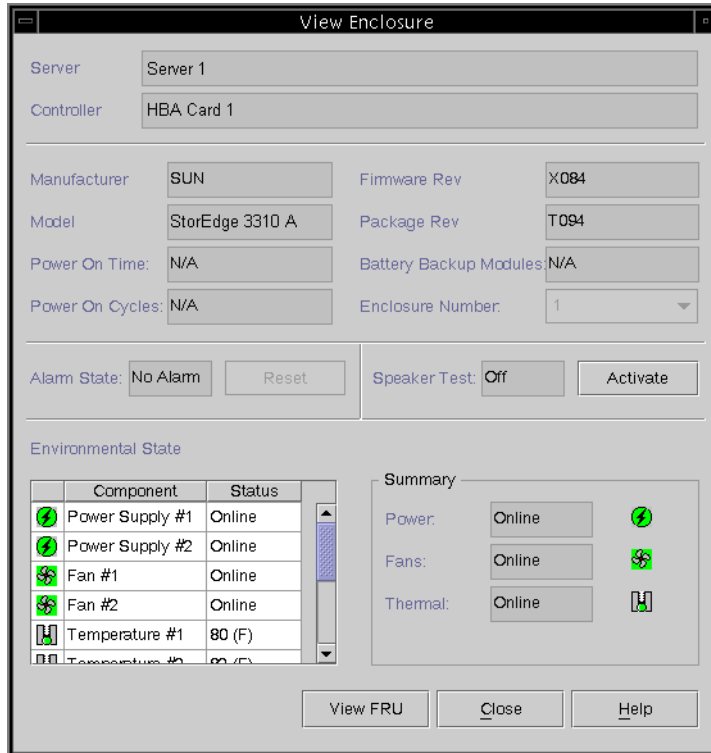 View Enclosure
Server Server 1
Controller HBA Card 1
Manufacturer SUN Firmware Rev X084
Model StorEdge 3310 A Package Rev T094
Power On Time: N/A Battery Backup Modules: N/A
Power On Cycles: N/A Enclosure Number: 1
Alarm State: No Alarm Reset Speaker Test: Off Activate
Environmental State
Component Status
Power Supply #1 Online
Power Supply #2 Online
Fan #1 Online
Fan #2 Online
Temperature #1 80 (F)
Summary
Power: Online
Fans: Online
Thermal: Online
View FRU Close Help